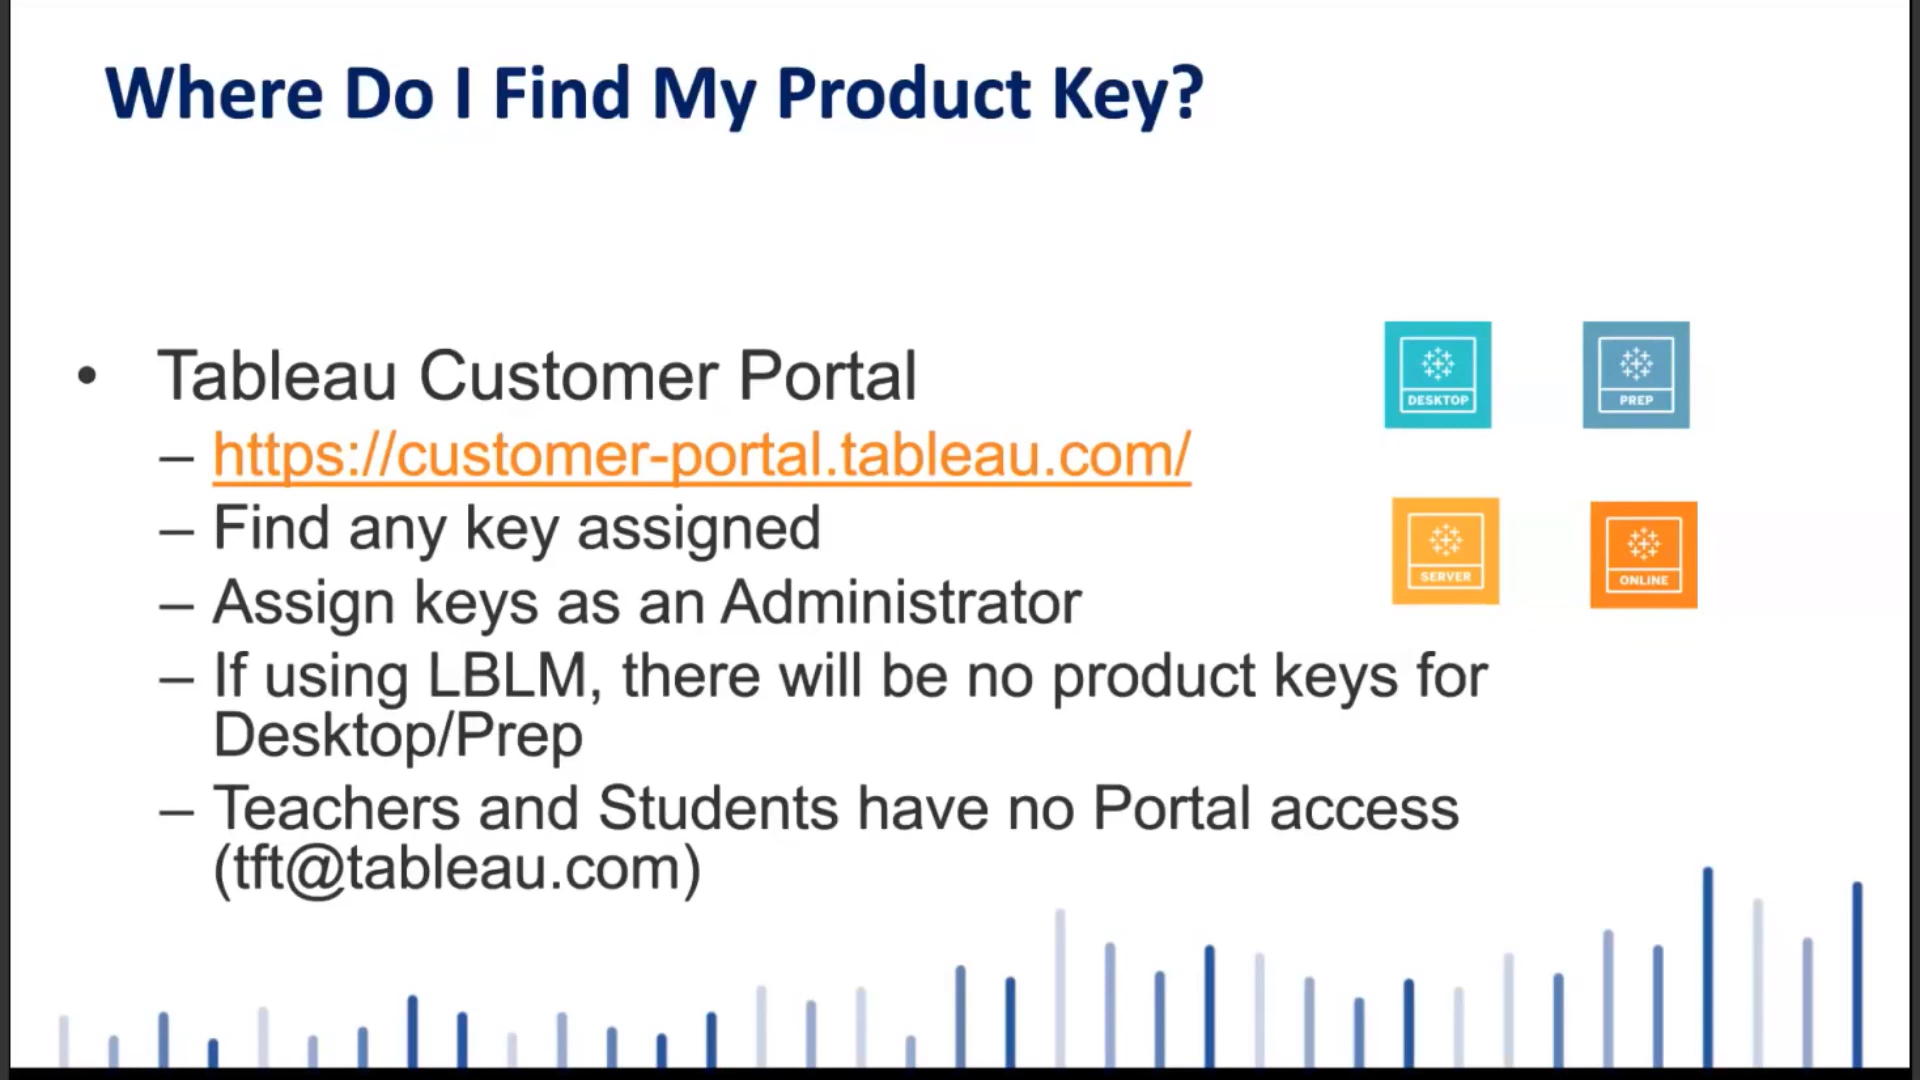 Where Do I Find My Product Key?
• Tableau Customer Portal
– https://customer-portal.tableau.com/
– Find any key assigned
– Assign keys as an Administrator
– If using LBLM, there will be no product keys for
Desktop/Prep
– Teachers and Students have no Portal access
(tft@tableau.com)
DESKTOP
PREP
SERVER
ONLINE